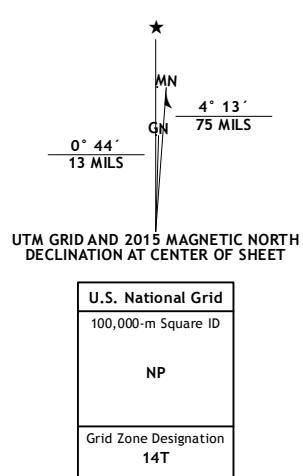 ★
MN
GN
4° 13´
75 MILS
0° 44´
13 MILS
UTM GRID AND 2015 MAGNETIC NORTH
DECLINATION AT CENTER OF SHEET
U.S. National Grid
100,000-m Square ID
NP
Grid Zone Designation
14T